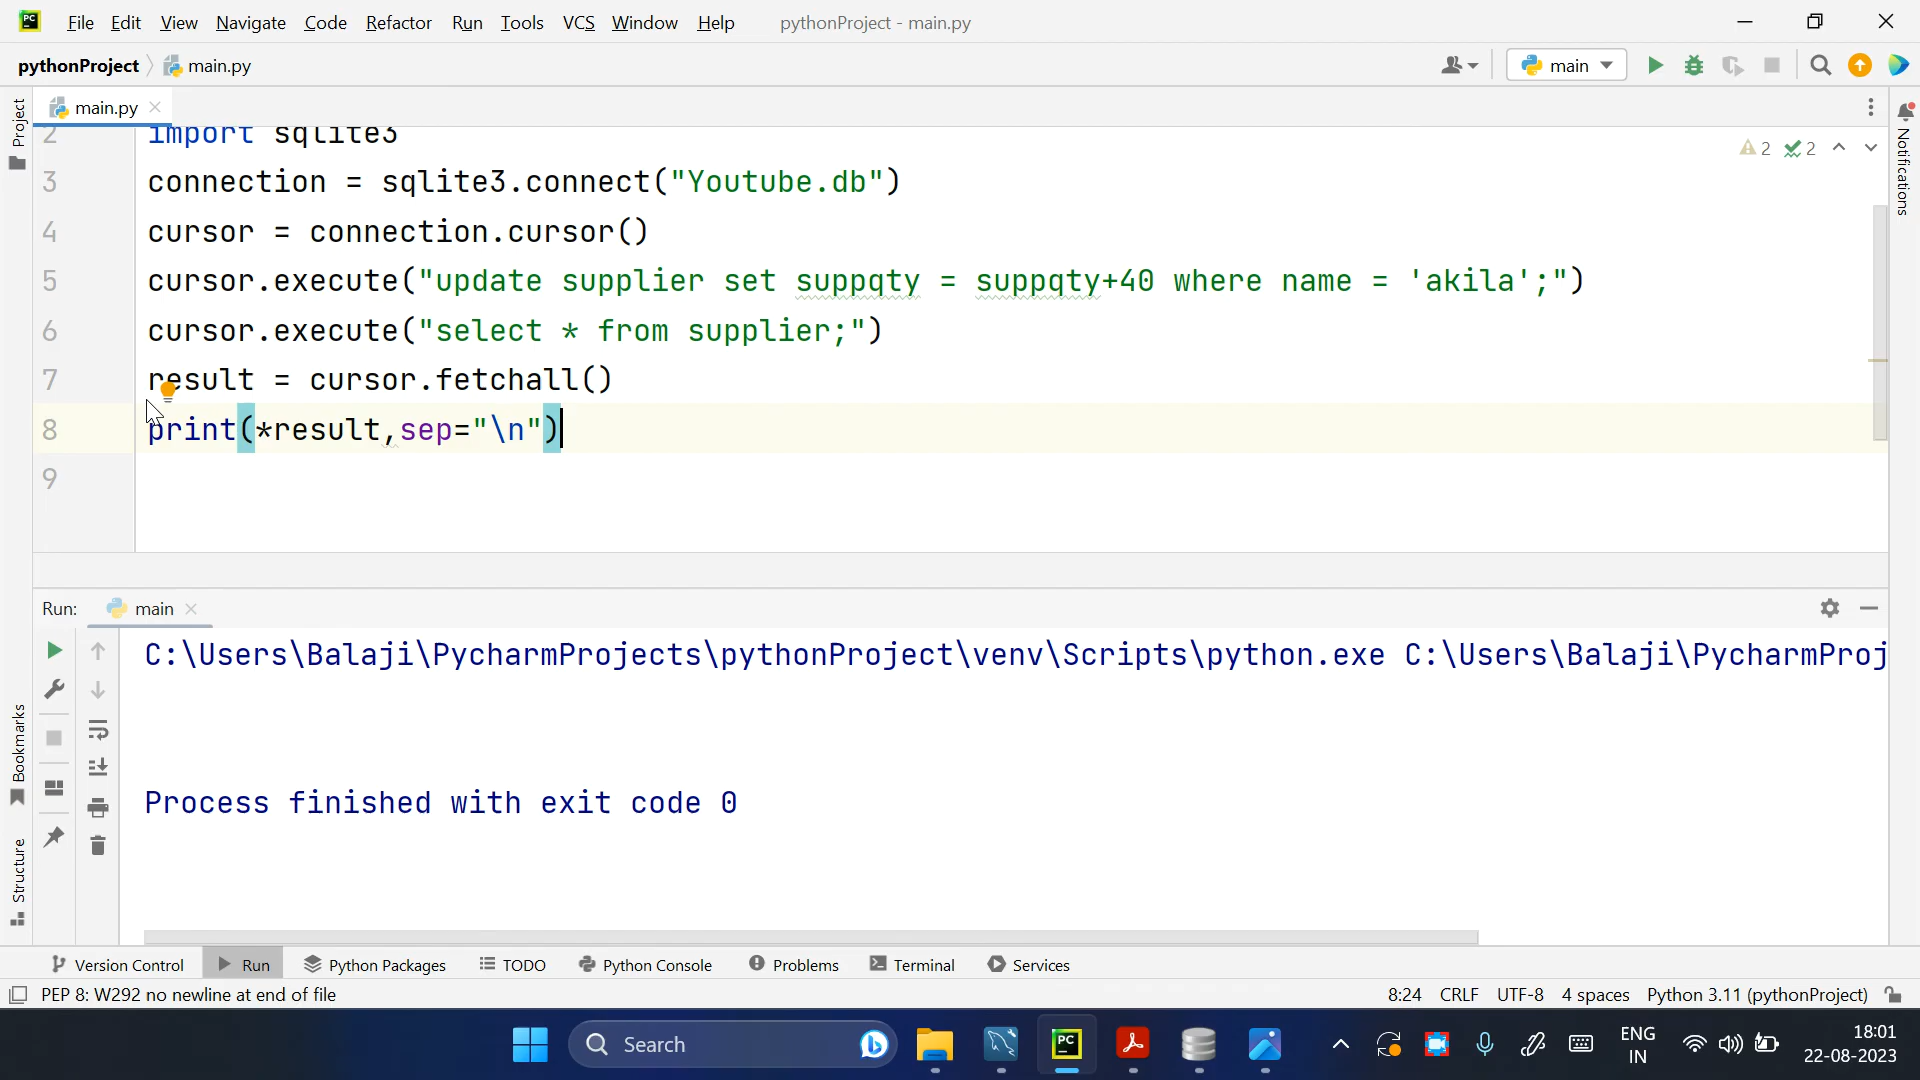 PC File Edit View Navigate Code Refactor Run Tools VCS Window Help pythonProject - main.py
pythonProject main.py main
main.py
2 import sqlite3
3 connection = sqlite3.connect("Youtube.db")
4 cursor = connection.cursor()
5 cursor.execute("update supplier set suppqty = suppqty+40 where name = 'akila';")
6 cursor.execute("select * from supplier;")
7 result = cursor.fetchall()
8 print(*result,sep="\n")
9
2 2
Project
Bookmarks
Structure
Notifications
Run: main
C:\Users\Balaji\PycharmProjects\pythonProject\venv\Scripts\python.exe C:\Users\Balaji\PycharmProj
Process finished with exit code 0
Version Control Run Python Packages TODO Python Console Problems Terminal Services
PEP 8: W292 no newline at end of file 8:24 CRLF UTF-8 4 spaces Python 3.11 (pythonProject)
Search PC ENG 18:01
IN 22-08-2023